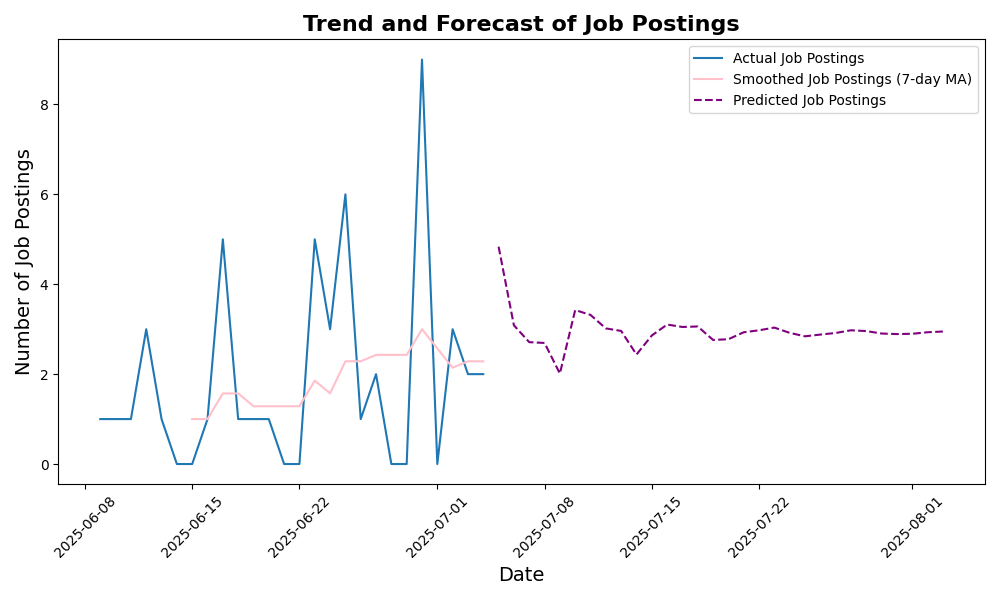 Trend and Forecast of Job Postings
Actual Job Postings
Smoothed Job Postings (7-day MA)
Predicted Job Postings
Number of Job Postings
8
6
4
2
0
2025-06-08
2025-06-15
2025-06-22
2025-07-01
2025-07-08
2025-07-15
2025-07-22
2025-08-01
Date